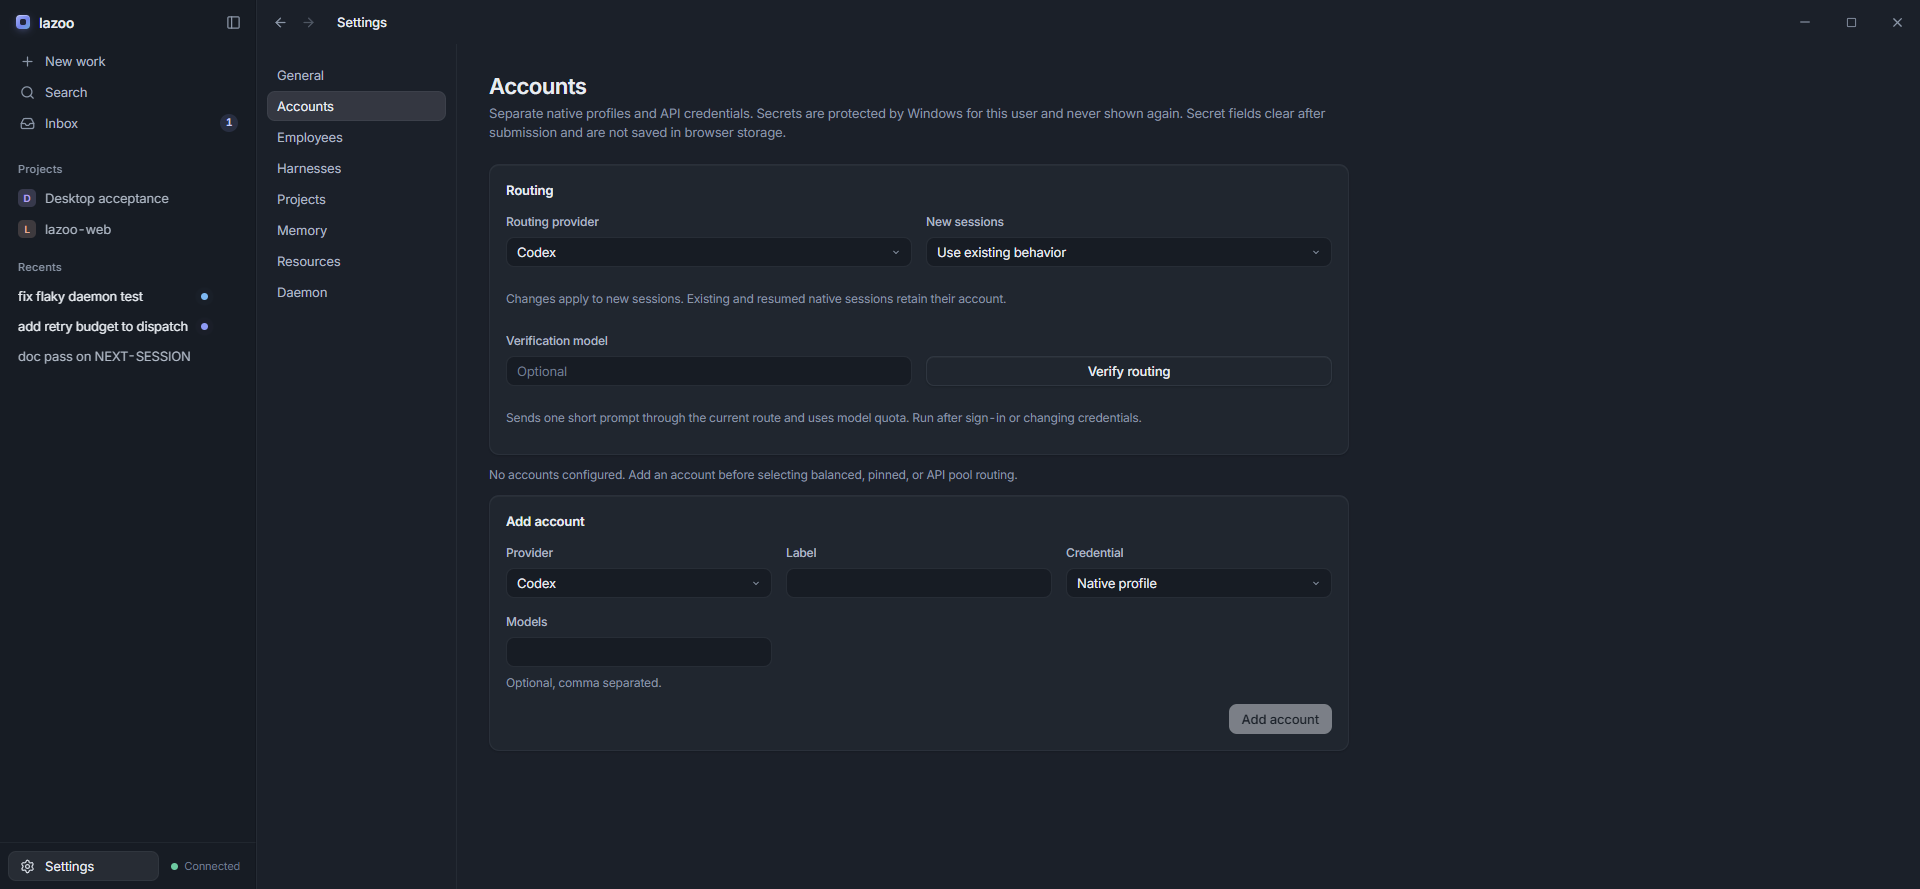 lazoo
New work
Search
Inbox
1
Projects
D Desktop acceptance
L lazoo-web
Recents
fix flaky daemon test
add retry budget to dispatch
doc pass on NEXT-SESSION
Settings
Connected
Settings
General
Accounts
Employees
Harnesses
Projects
Memory
Resources
Daemon
Accounts
Separate native profiles and API credentials. Secrets are protected by Windows for this user and never shown again. Secret fields clear after
submission and are not saved in browser storage.
Routing
Routing provider
New sessions
Codex
Use existing behavior
Changes apply to new sessions. Existing and resumed native sessions retain their account.
Verification model
Optional
Verify routing
Sends one short prompt through the current route and uses model quota. Run after sign-in or changing credentials.
No accounts configured. Add an account before selecting balanced, pinned, or API pool routing.
Add account
Provider
Label
Credential
Codex
Native profile
Models
Optional, comma separated.
Add account